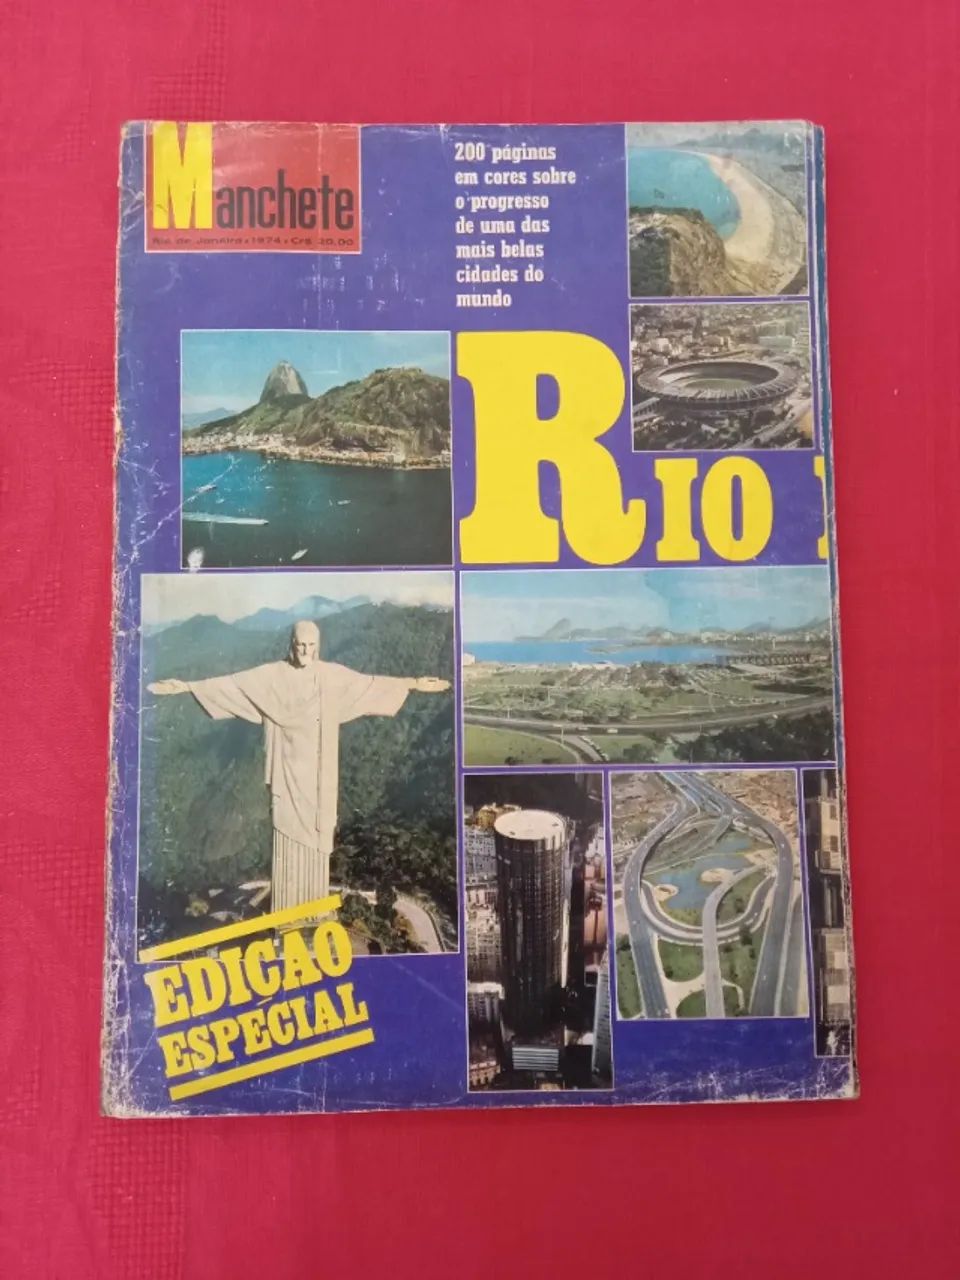 Manchete
Rio de Janeiro • 1974 • Cr$ 20,00
200 páginas
em cores sobre
o progresso
de uma das
mais belas
cidades do
mundo
RIO
EDIÇÃO
ESPECIAL